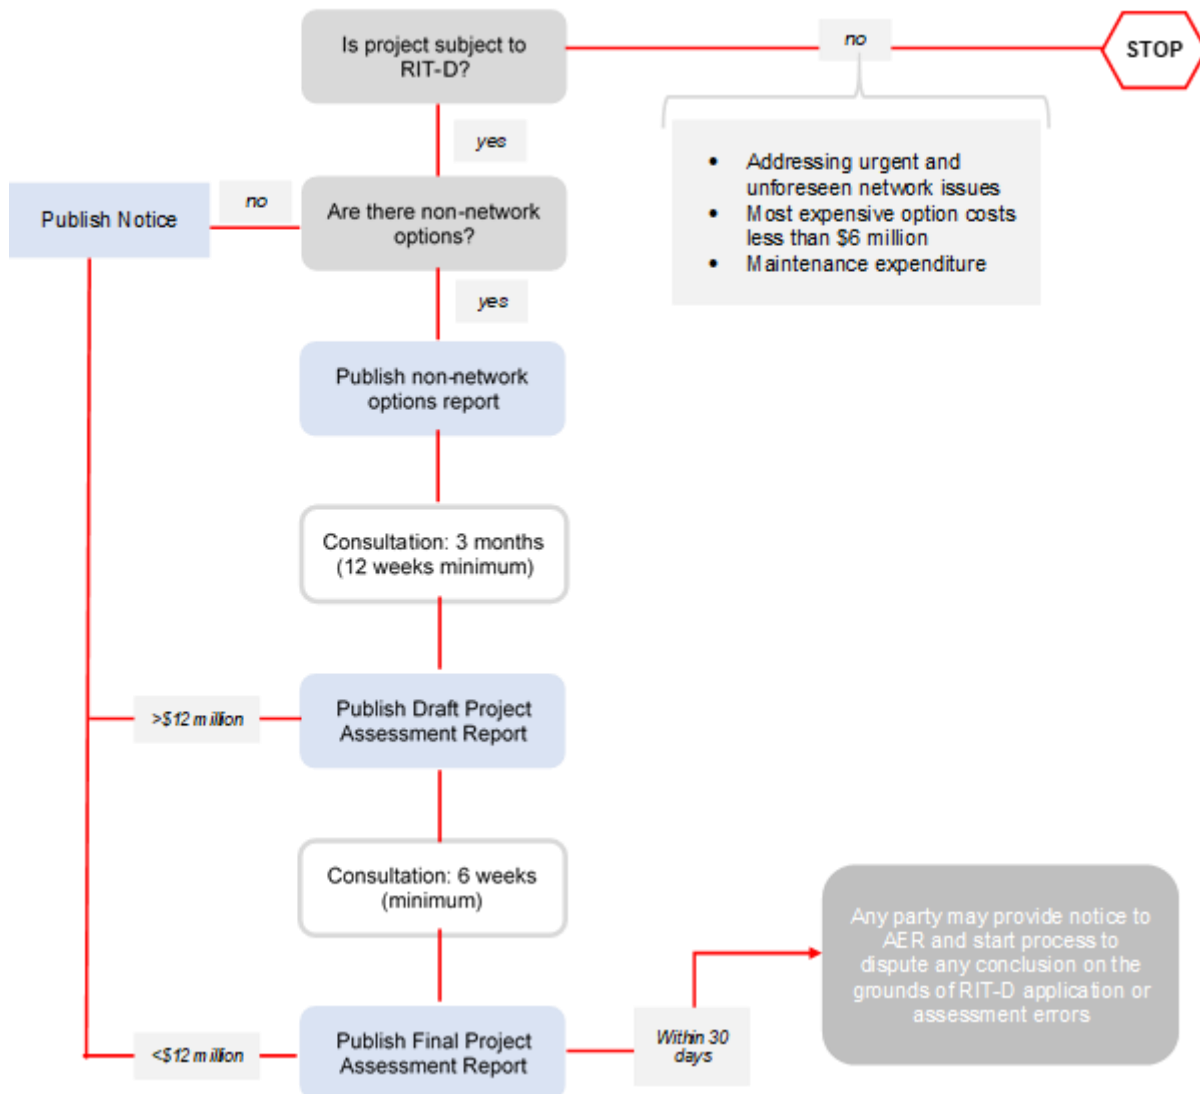 Is project subject to
RIT-D?
no
STOP
yes
• Addressing urgent and
unforeseen network issues
• Most expensive option costs
less than $6 million
• Maintenance expenditure
Publish Notice
no
Are there non-network
options?
yes
Publish non-network
options report
Consultation: 3 months
(12 weeks minimum)
>$12 million
Publish Draft Project
Assessment Report
Consultation: 6 weeks
(minimum)
Any party may provide notice to
AER and start process to
dispute any conclusion on the
grounds of RIT-D application or
assessment errors
<$12 million
Publish Final Project
Assessment Report
Within 30
days